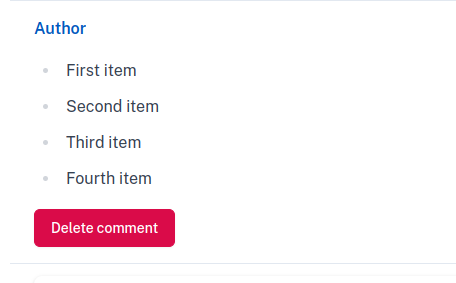 Author
First item
Second item
Third item
Fourth item
Delete comment